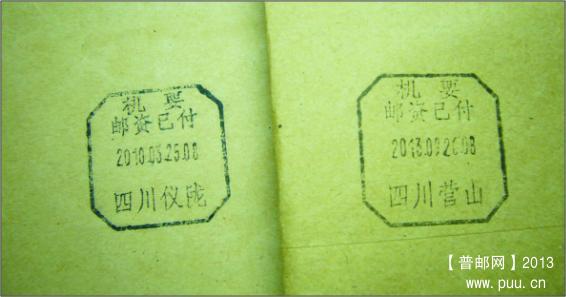 机 要
邮资已付
2010.03.25.08
四川仪陇
机 要
邮资已付
2013.09.26.08
四川营山
【普邮网】2013
www.puu.cn